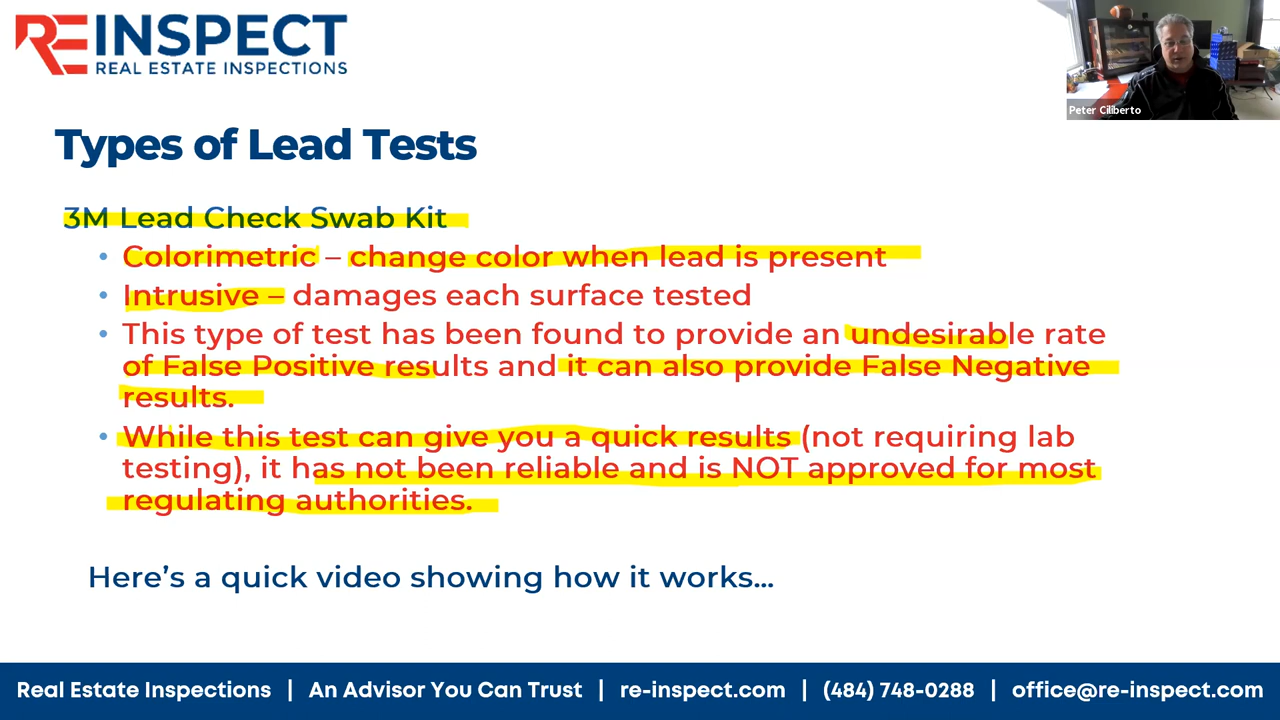 REINSPECT
REAL ESTATE INSPECTIONS
Peter Ciliberto
Types of Lead Tests
3M Lead Check Swab Kit
• Colorimetric – change color when lead is present
• Intrusive – damages each surface tested
• This type of test has been found to provide an undesirable rate
of False Positive results and it can also provide False Negative
results.
• While this test can give you a quick results (not requiring lab
testing), it has not been reliable and is NOT approved for most
regulating authorities.
Here’s a quick video showing how it works...
Real Estate Inspections | An Advisor You Can Trust | re-inspect.com | (484) 748-0288 | office@re-inspect.com